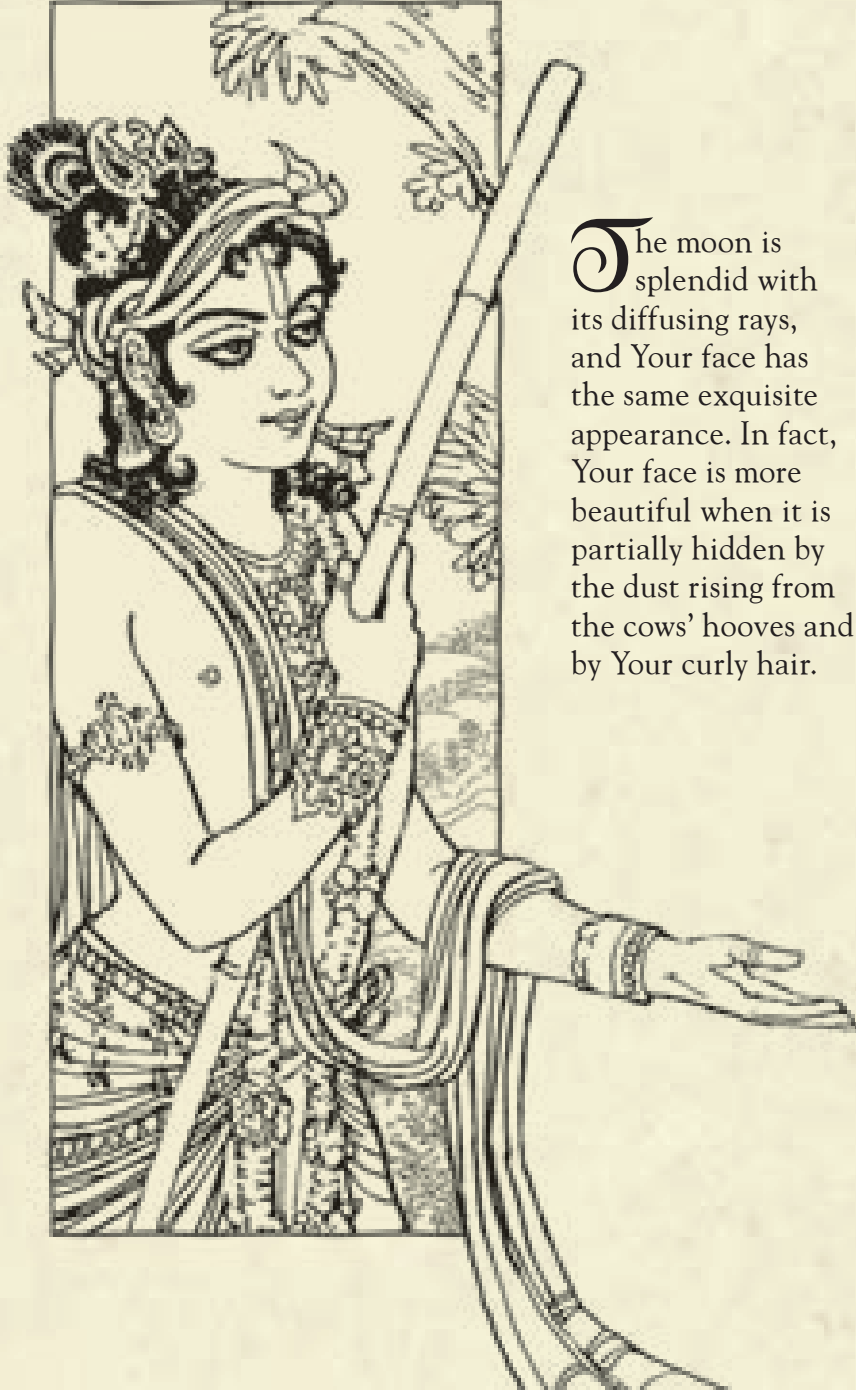 The moon is
splendid with
its diffusing rays,
and Your face has
the same exquisite
appearance. In fact,
Your face is more
beautiful when it is
partially hidden by
the dust rising from
the cows’ hooves and
by Your curly hair.